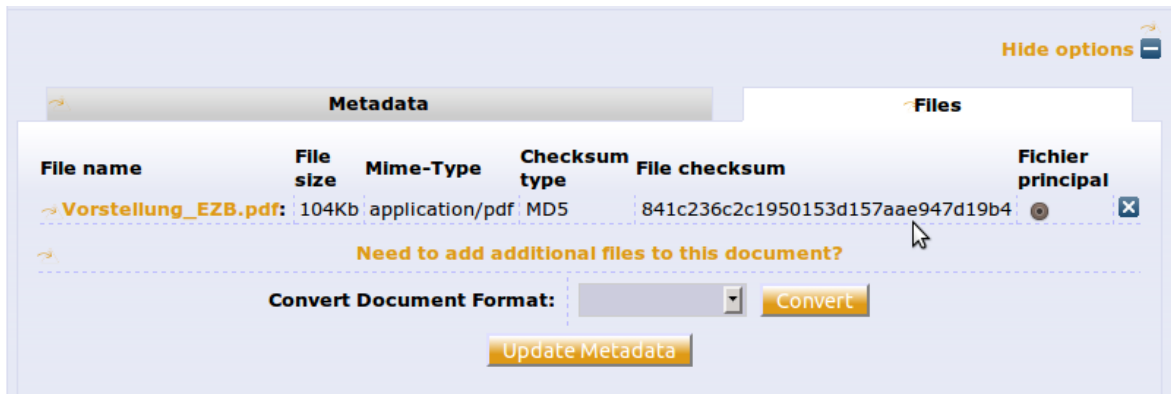 Hide options
Metadata Files
File name File size Mime-Type Checksum type File checksum Fichier principal
Vorstellung_EZB.pdf: 104Kb application/pdf MD5 841c236c2c1950153d157aae947d19b4
Need to add additional files to this document?
Convert Document Format: Convert
Update Metadata